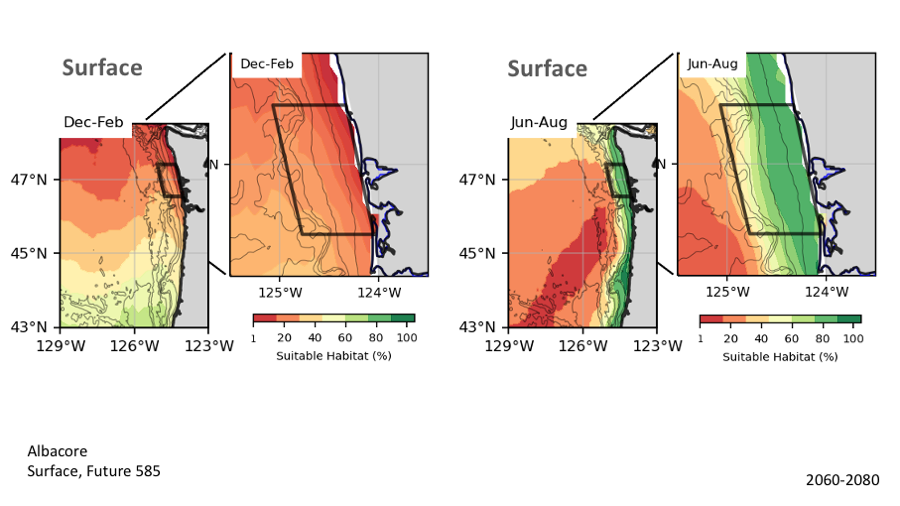 Surface
Dec-Feb
Dec-Feb
47°N
45°N
43°N
129°W 126°W 123°W
125°W 124°W
1 20 40 60 80 100
Suitable Habitat (%)
Surface
Jun-Aug
Jun-Aug
N
47°N
45°N
43°N
129°W 126°W 123°W
N
125°W 124°W
1 20 40 60 80 100
Suitable Habitat (%)
Albacore
Surface, Future 585
2060-2080